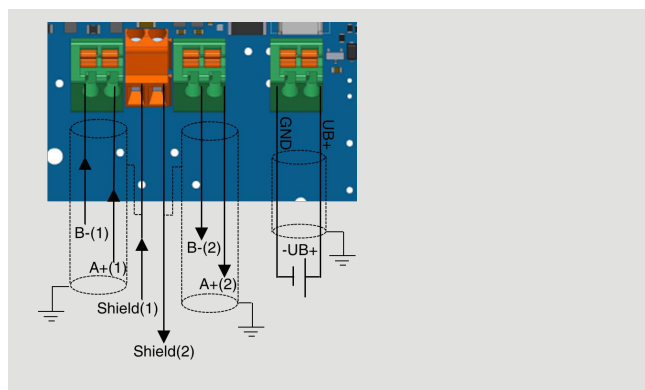 GND
UB+
B-(1)
B-(2)
-UB+
A+(1)
A+(2)
Shield(1)
Shield(2)